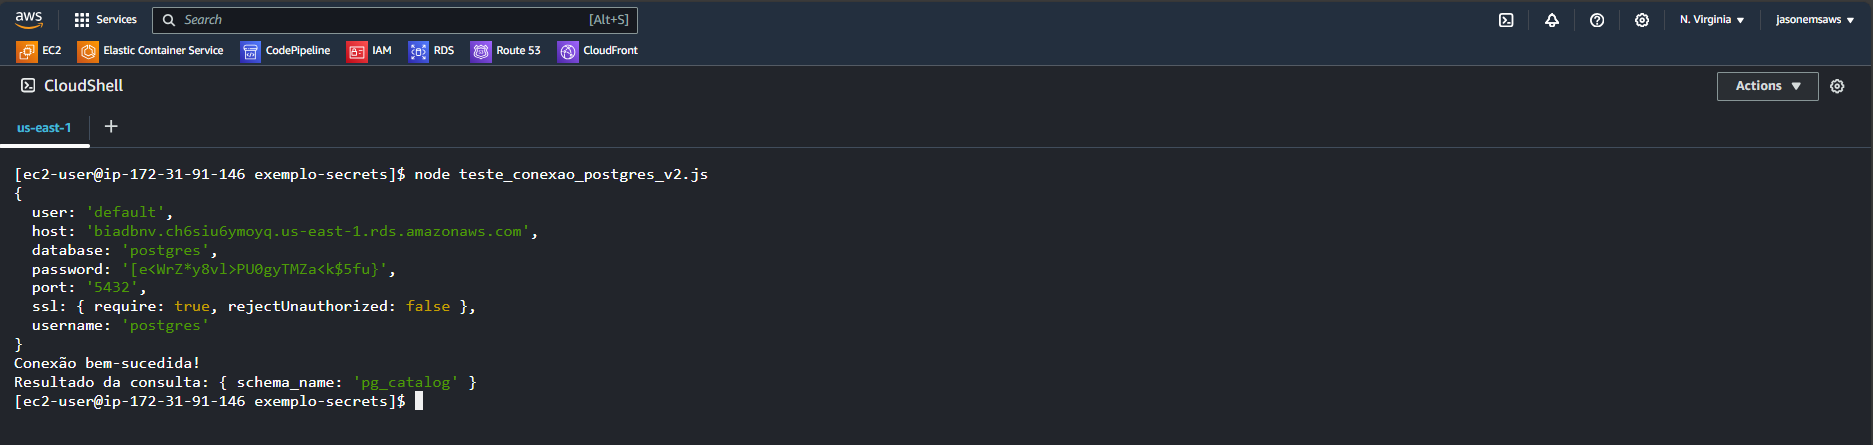 aws Services Search [Alt+S] N. Virginia ▼ jasonemsaws ▼
EC2 Elastic Container Service CodePipeline IAM RDS Route 53 CloudFront
CloudShell Actions ▼
us-east-1 +
[ec2-user@ip-172-31-91-146 exemplo-secrets]$ node teste_conexao_postgres_v2.js
{
  user: 'default',
  host: 'biadbnv.ch6siu6ymoyq.us-east-1.rds.amazonaws.com',
  database: 'postgres',
  password: '[e<WrZ*y8vl>PU0gyTMZa<k$5fu}',
  port: '5432',
  ssl: { require: true, rejectUnauthorized: false },
  username: 'postgres'
}
Conexão bem-sucedida!
Resultado da consulta: { schema_name: 'pg_catalog' }
[ec2-user@ip-172-31-91-146 exemplo-secrets]$